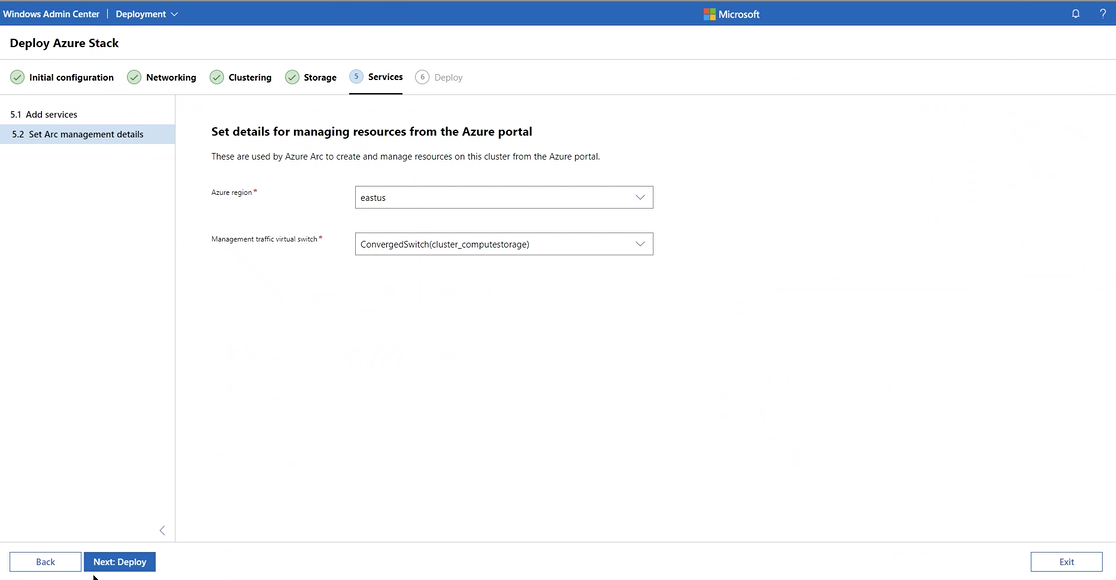 Windows Admin Center | Deployment
Microsoft
?
Deploy Azure Stack
Initial configuration Networking Clustering Storage 5 Services 6 Deploy
5.1 Add services
5.2 Set Arc management details
Set details for managing resources from the Azure portal
These are used by Azure Arc to create and manage resources on this cluster from the Azure portal.
Azure region * eastus
Management traffic virtual switch * ConvergedSwitch(cluster_computestorage)
Back Next: Deploy Exit